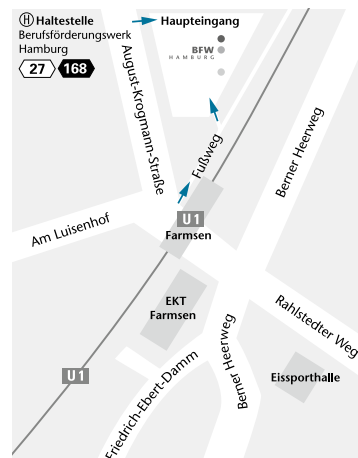 H Haltestelle
Berufsförderungswerk
Hamburg
27 168
Haupteingang
BFW
HAMBURG
August-Krogmann-Straße
Fußweg
Berner Heerweg
Am Luisenhof
U1
Farmsen
EKT
Farmsen
Rahlstedter Weg
U1
Friedrich-Ebert-Damm
Berner Heerweg
Eissporthalle